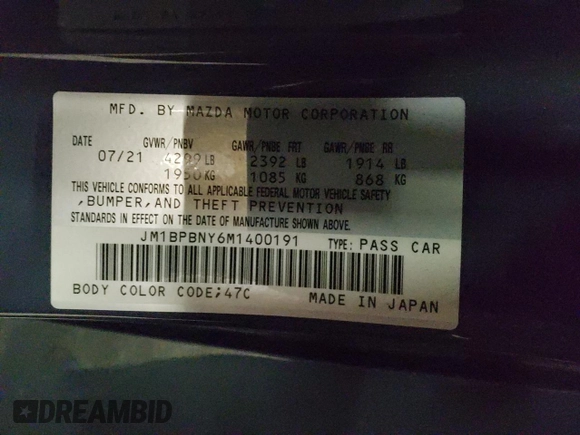 MFD. BY MAZDA MOTOR CORPORATION
DATE GVWR/PNBV GAWR/PNBE FRT GAWR/PNBE RR
07/21 4299 LB 2392 LB 1914 LB
1950 KG 1085 KG 868 KG
THIS VEHICLE CONFORMS TO ALL APPLICABLE FEDERAL MOTOR VEHICLE SAFETY
,BUMPER,AND THEFT PREVENTION
STANDARDS IN EFFECT ON THE DATE OF MANUFACTURE SHOWN ABOVE.
JM1BPBNY6M1400191 TYPE: PASS CAR
BODY COLOR CODE;47C MADE IN JAPAN
DREAMBID